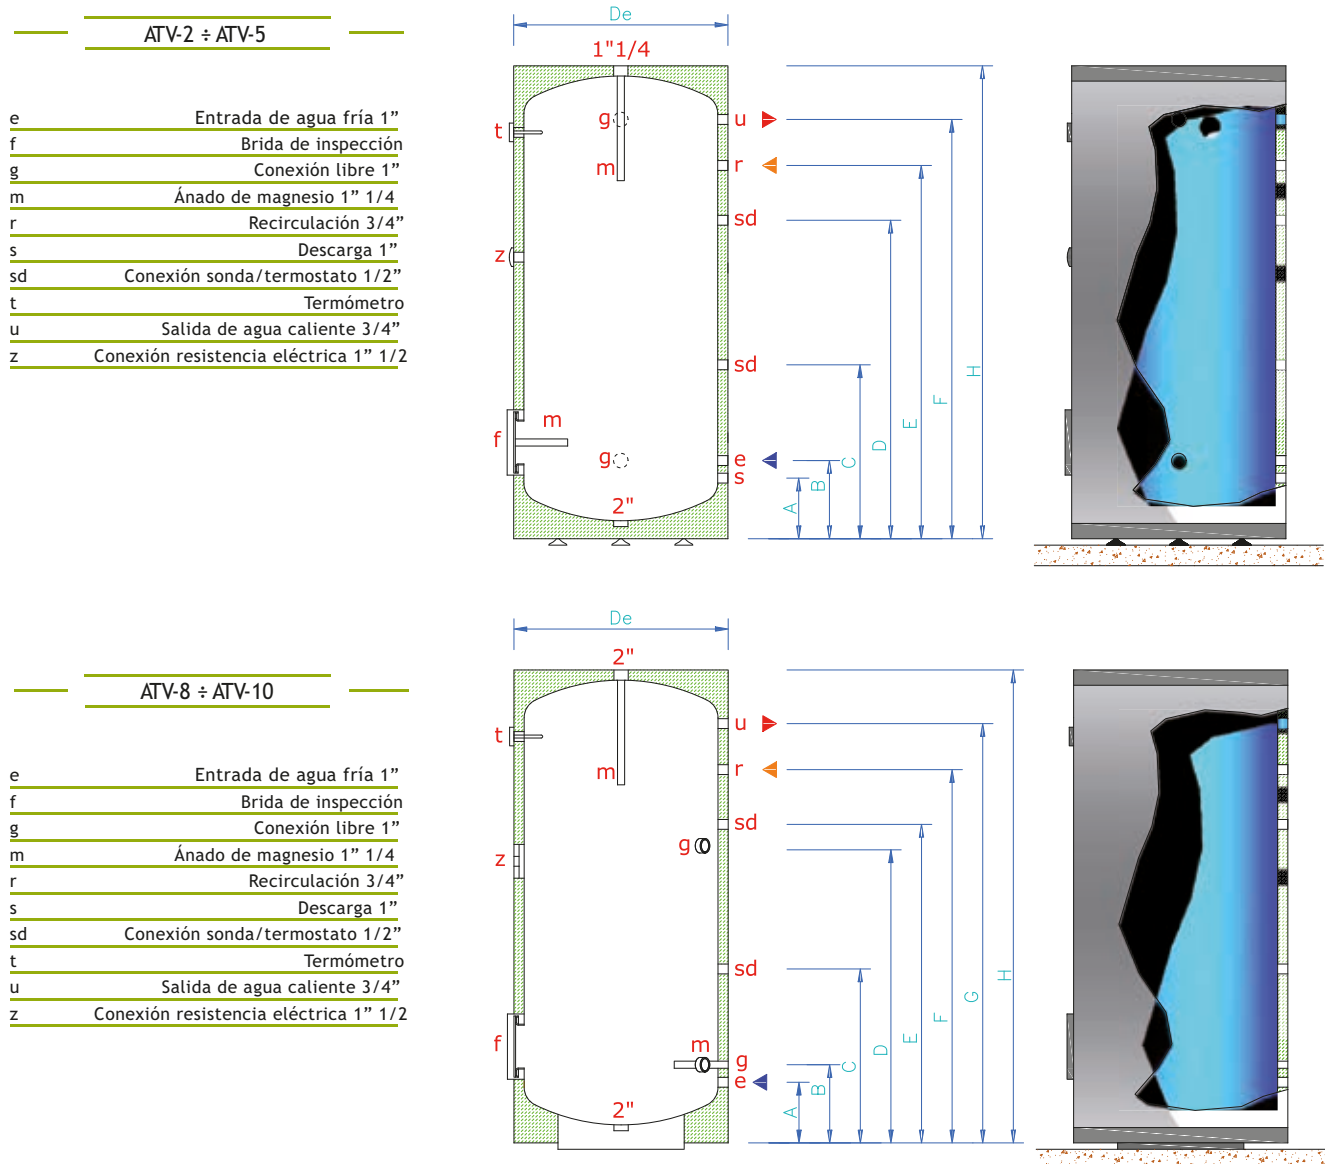 ATV-2 ÷ ATV-5
e Entrada de agua fría 1”
f Brida de inspección
g Conexión libre 1”
m Ánado de magnesio 1” 1/4
r Recirculación 3/4”
s Descarga 1”
sd Conexión sonda/termostato 1/2”
t Termómetro
u Salida de agua caliente 3/4”
z Conexión resistencia eléctrica 1” 1/2
De
1"1/4
t
g
u
m
r
sd
z
sd
H
F
E
D
C
B
A
f
m
g
e
s
2"
ATV-8 ÷ ATV-10
e Entrada de agua fría 1”
f Brida de inspección
g Conexión libre 1”
m Ánado de magnesio 1” 1/4
r Recirculación 3/4”
s Descarga 1”
sd Conexión sonda/termostato 1/2”
t Termómetro
u Salida de agua caliente 3/4”
z Conexión resistencia eléctrica 1” 1/2
De
2"
t
u
m
r
sd
g
z
sd
H
G
F
E
D
C
B
A
f
m
g
e
2"